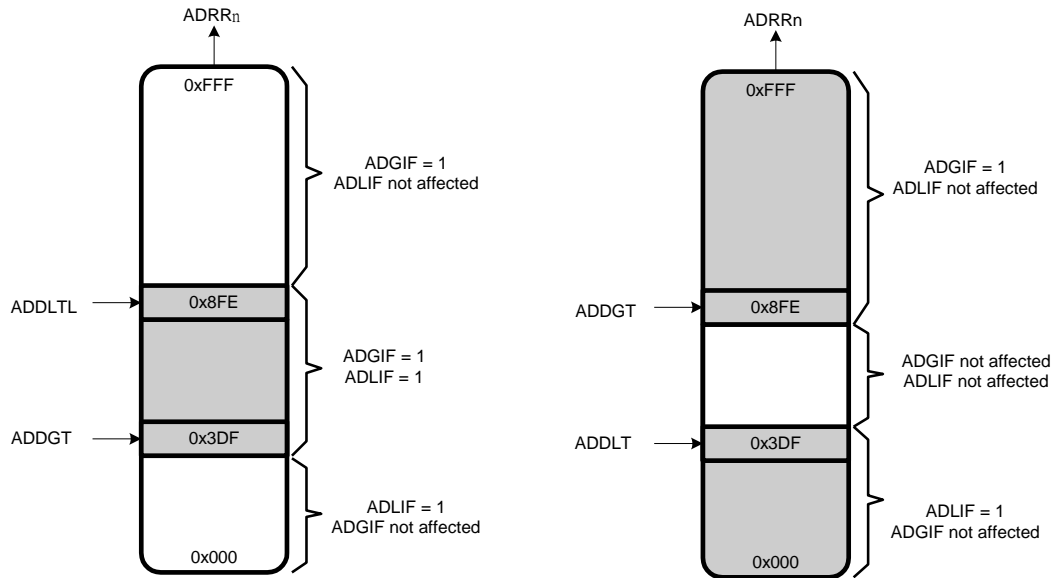 ADRRn
0xFFF
ADGIF = 1
ADLIF not affected
ADDLTL
0x8FE
ADGIF = 1
ADLIF = 1
ADDGT
0x3DF
ADLIF = 1
ADGIF not affected
0x000
ADRRn
0xFFF
ADGIF = 1
ADLIF not affected
ADDGT
0x8FE
ADGIF not affected
ADLIF not affected
ADDLT
0x3DF
ADLIF = 1
ADGIF not affected
0x000